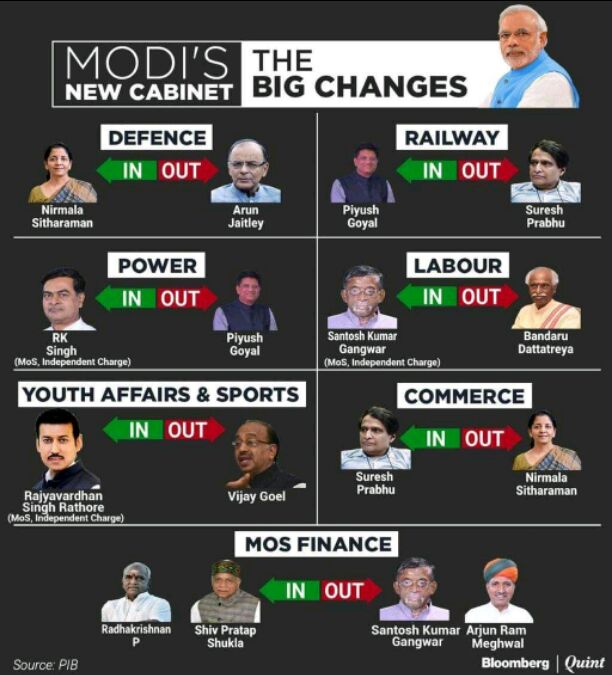 MODI'S
NEW CABINET
THE
BIG CHANGES
DEFENCE
IN OUT
Nirmala
Sitharaman
Arun
Jaitley
RAILWAY
IN OUT
Piyush
Goyal
Suresh
Prabhu
POWER
IN OUT
RK
Singh
(MoS, Independent Charge)
Piyush
Goyal
LABOUR
IN OUT
Santosh Kumar
Gangwar
(MoS, Independent Charge)
Bandaru
Dattatreya
YOUTH AFFAIRS & SPORTS
IN OUT
Rajyavardhan
Singh Rathore
(MoS, Independent Charge)
Vijay Goel
COMMERCE
IN OUT
Suresh
Prabhu
Nirmala
Sitharaman
MOS FINANCE
IN OUT
Radhakrishnan
P
Shiv Pratap
Shukla
Santosh Kumar
Gangwar
Arjun Ram
Meghwal
Source: PIB
Bloomberg | Quint